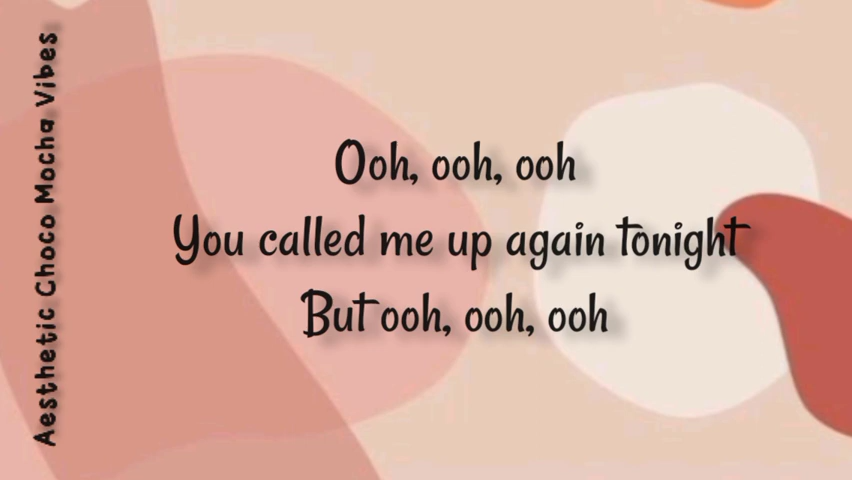 Aesthetic Choco Mocha Vibes
Ooh, ooh, ooh
You called me up again tonight
But ooh, ooh, ooh